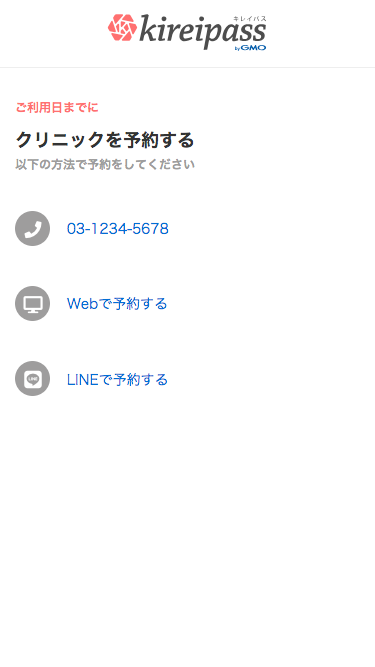 キレイパス
kireipass
by GMO
ご利用日までに
クリニックを予約する
以下の方法で予約をしてください
03-1234-5678
Webで予約する
LINE
LINEで予約する